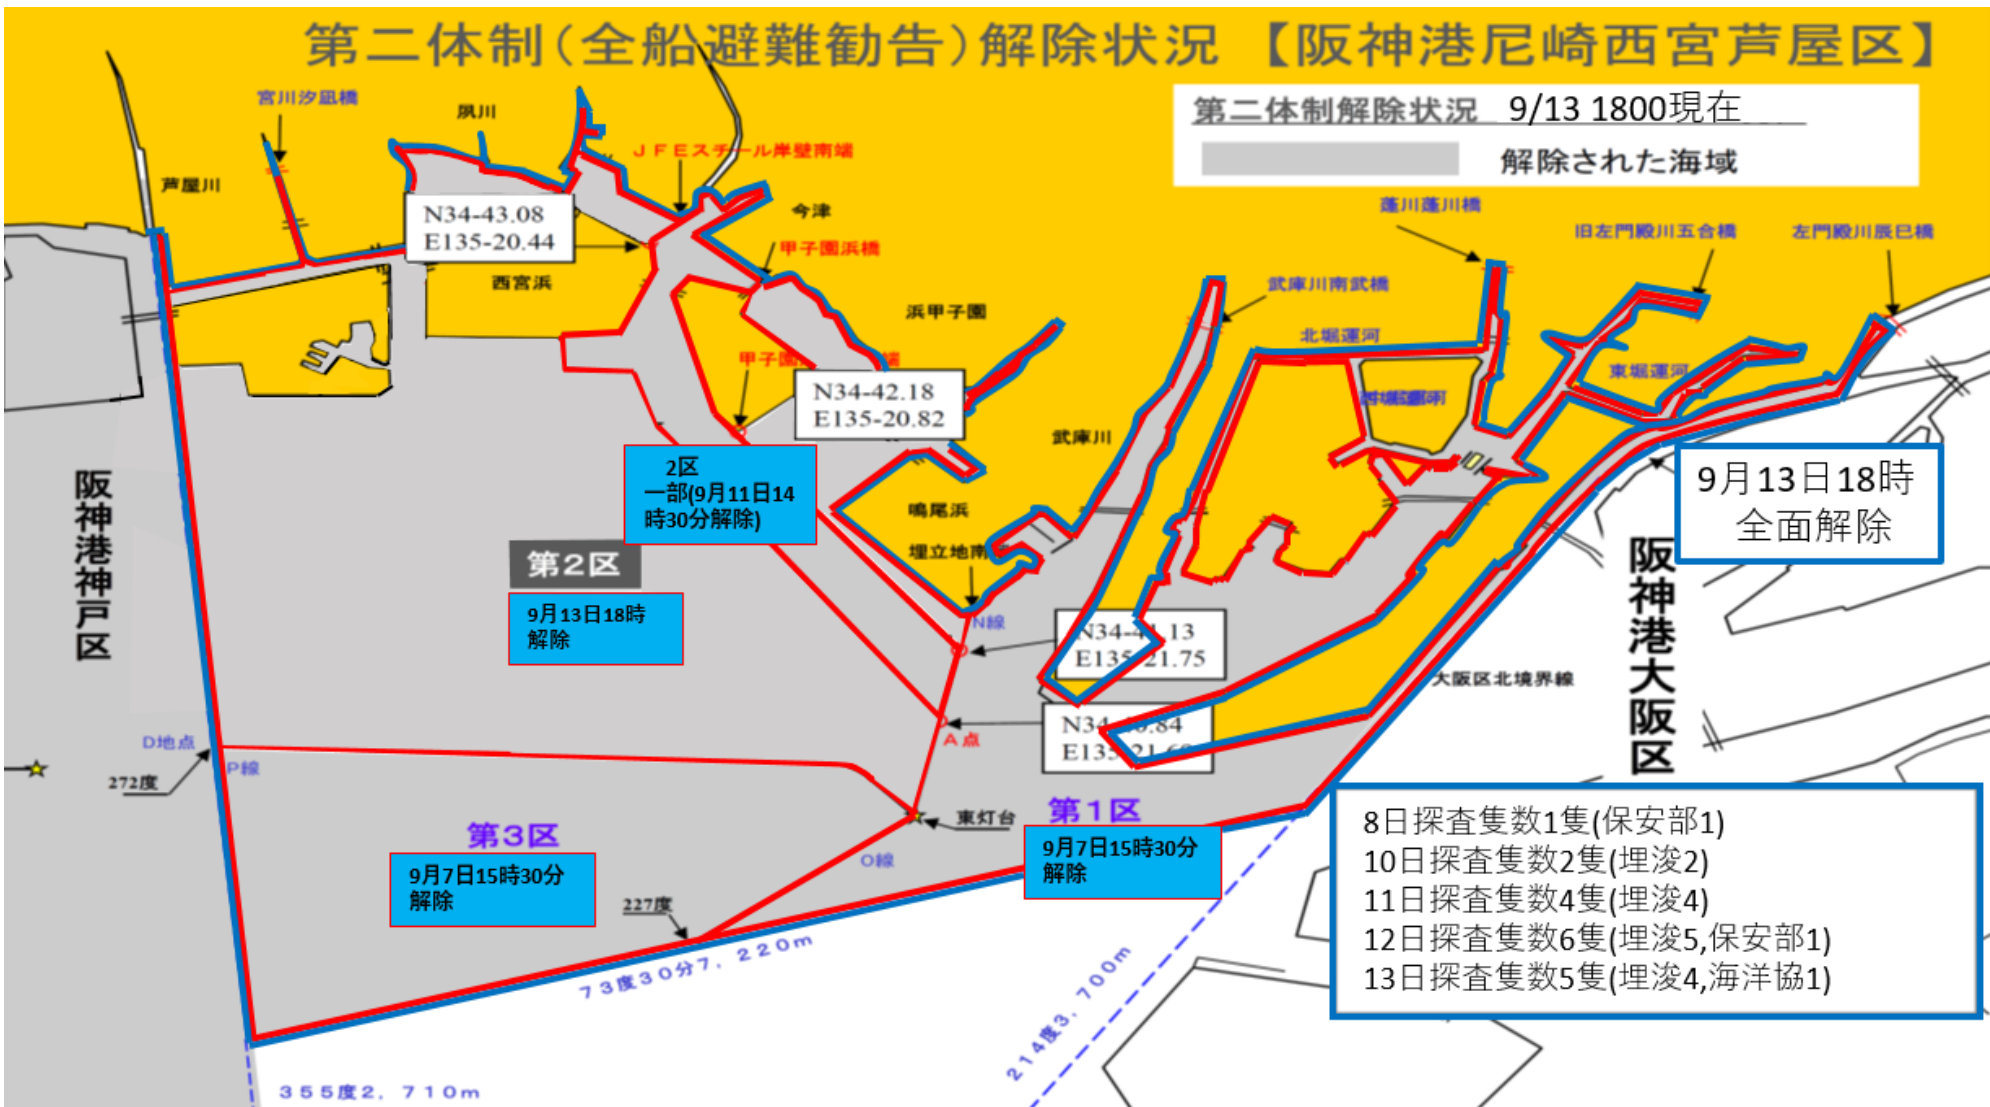 第二体制(全船避難勧告)解除状況 【阪神港尼崎西宮芦屋区】
第二体制解除状況 9/13 1800現在
解除された海域
宮川汐凪橋
夙川
JFEスチール岸壁南端
芦屋川
N34-43.08
E135-20.44
今津
甲子園浜橋
西宮浜
浜甲子園
蓬川蓬川橋
旧左門殿川五合橋
左門殿川辰巳橋
武庫川南武橋
北堀運河
東堀運河
甲子園
端
N34-42.18
E135-20.82
武庫川
2区
一部(9月11日14
時30分解除)
鳴尾浜
埋立地南
9月13日18時
全面解除
阪神港神戸区
第2区
9月13日18時
解除
阪神港大阪区
N線
N34-41.13
E135-21.75
大阪区北境界線
N34-40.84
E135-21.6
A点
D地点
P線
272度
東灯台
第1区
9月7日15時30分
解除
第3区
9月7日15時30分
解除
O線
227度
73度30分7,220m
214度3,700m
355度2,710m
8日探査隻数1隻(保安部1)
10日探査隻数2隻(埋浚2)
11日探査隻数4隻(埋浚4)
12日探査隻数6隻(埋浚5,保安部1)
13日探査隻数5隻(埋浚4,海洋協1)